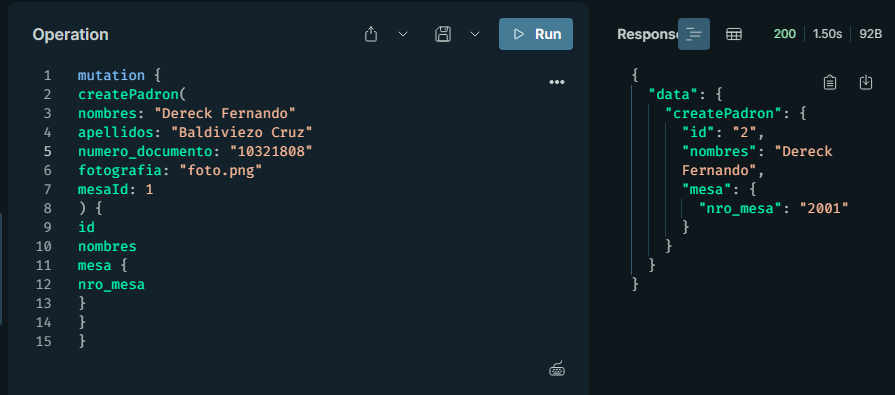 Operation
Run
1 mutation {
2 createPadron(
3 nombres: "Dereck Fernando"
4 apellidos: "Baldiviezo Cruz"
5 numero_documento: "10321808"
6 fotografia: "foto.png"
7 mesaId: 1
8 ) {
9 id
10 nombres
11 mesa {
12 nro_mesa
13 }
14 }
15 }
Response 200 1.50s 92B
{
"data": {
"createPadron": {
"id": "2",
"nombres": "Dereck
Fernando",
"mesa": {
"nro_mesa": "2001"
}
}
}
}